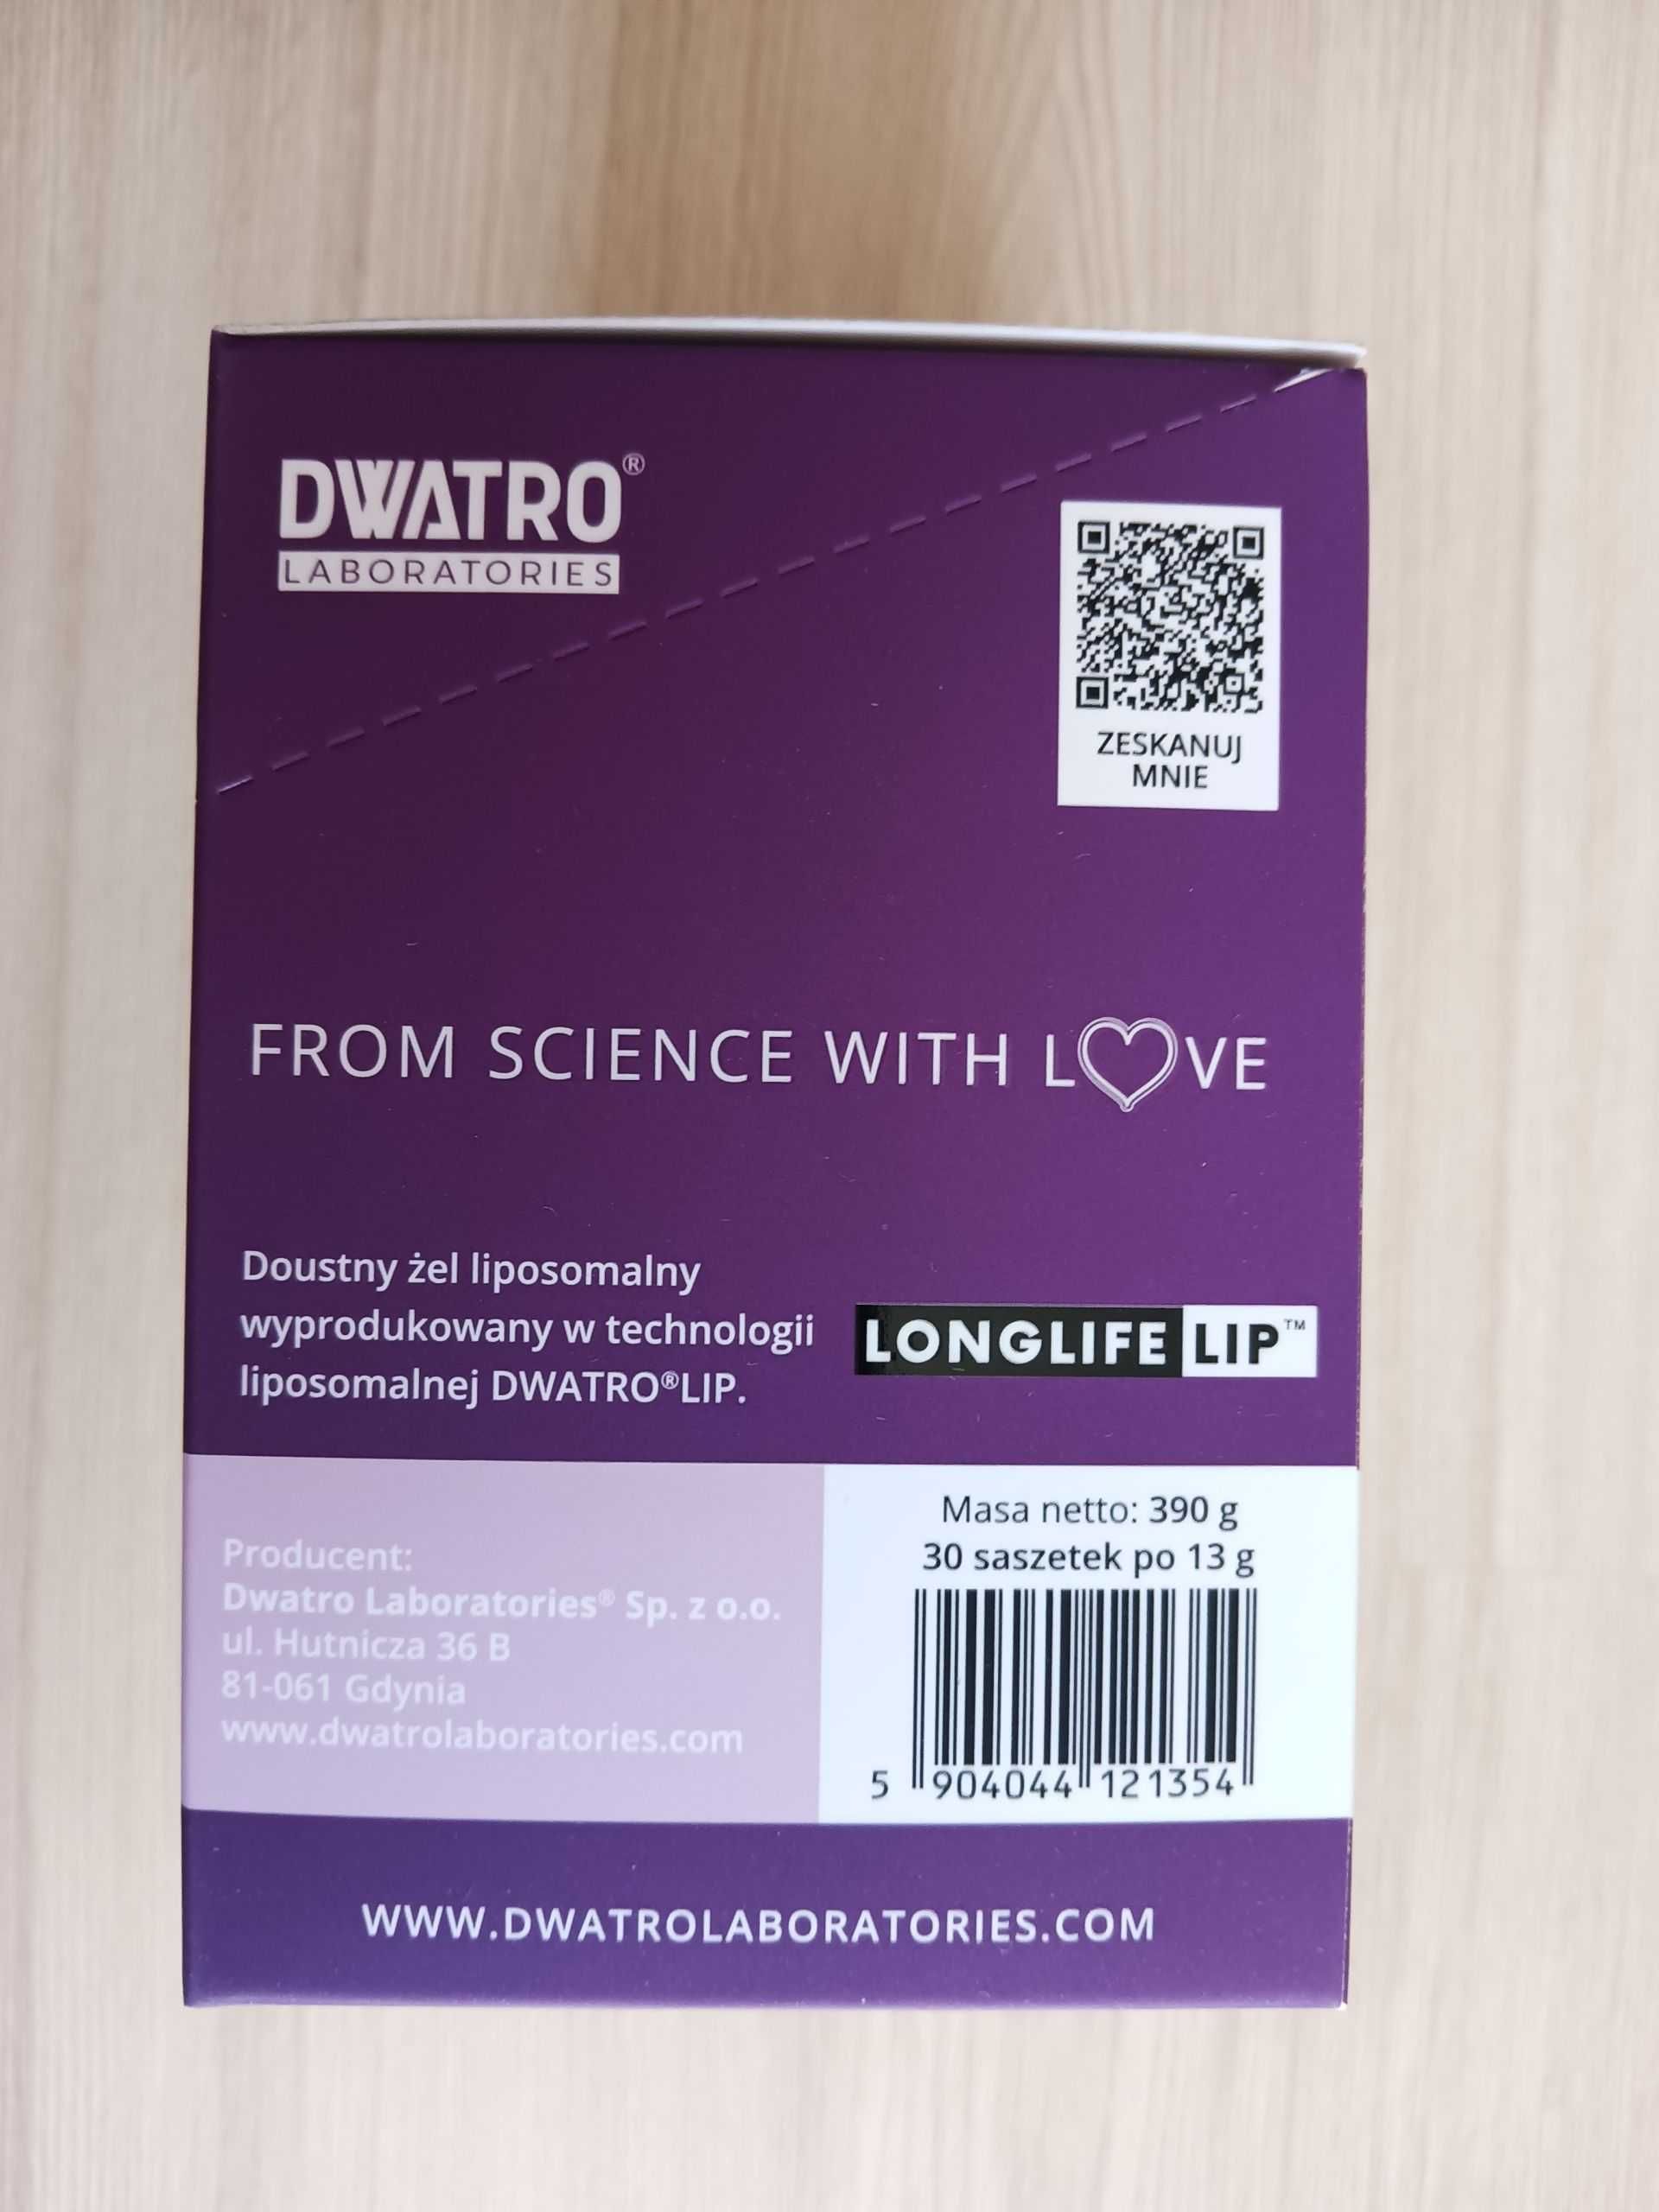 DWATRO®
LABORATORIES
ZESKANUJ
MNIE
FROM SCIENCE WITH L♡VE
Doustny żel liposomalny
wyprodukowany w technologii
liposomalnej DWATRO®LIP.
LONGLIFE LIP™
Producent:
Dwatro Laboratories® Sp. z o.o.
ul. Hutnicza 36 B
81-061 Gdynia
www.dwatrolaboratories.com
Masa netto: 390 g
30 saszetek po 13 g
5 904044 121354
WWW.DWATROLABORATORIES.COM